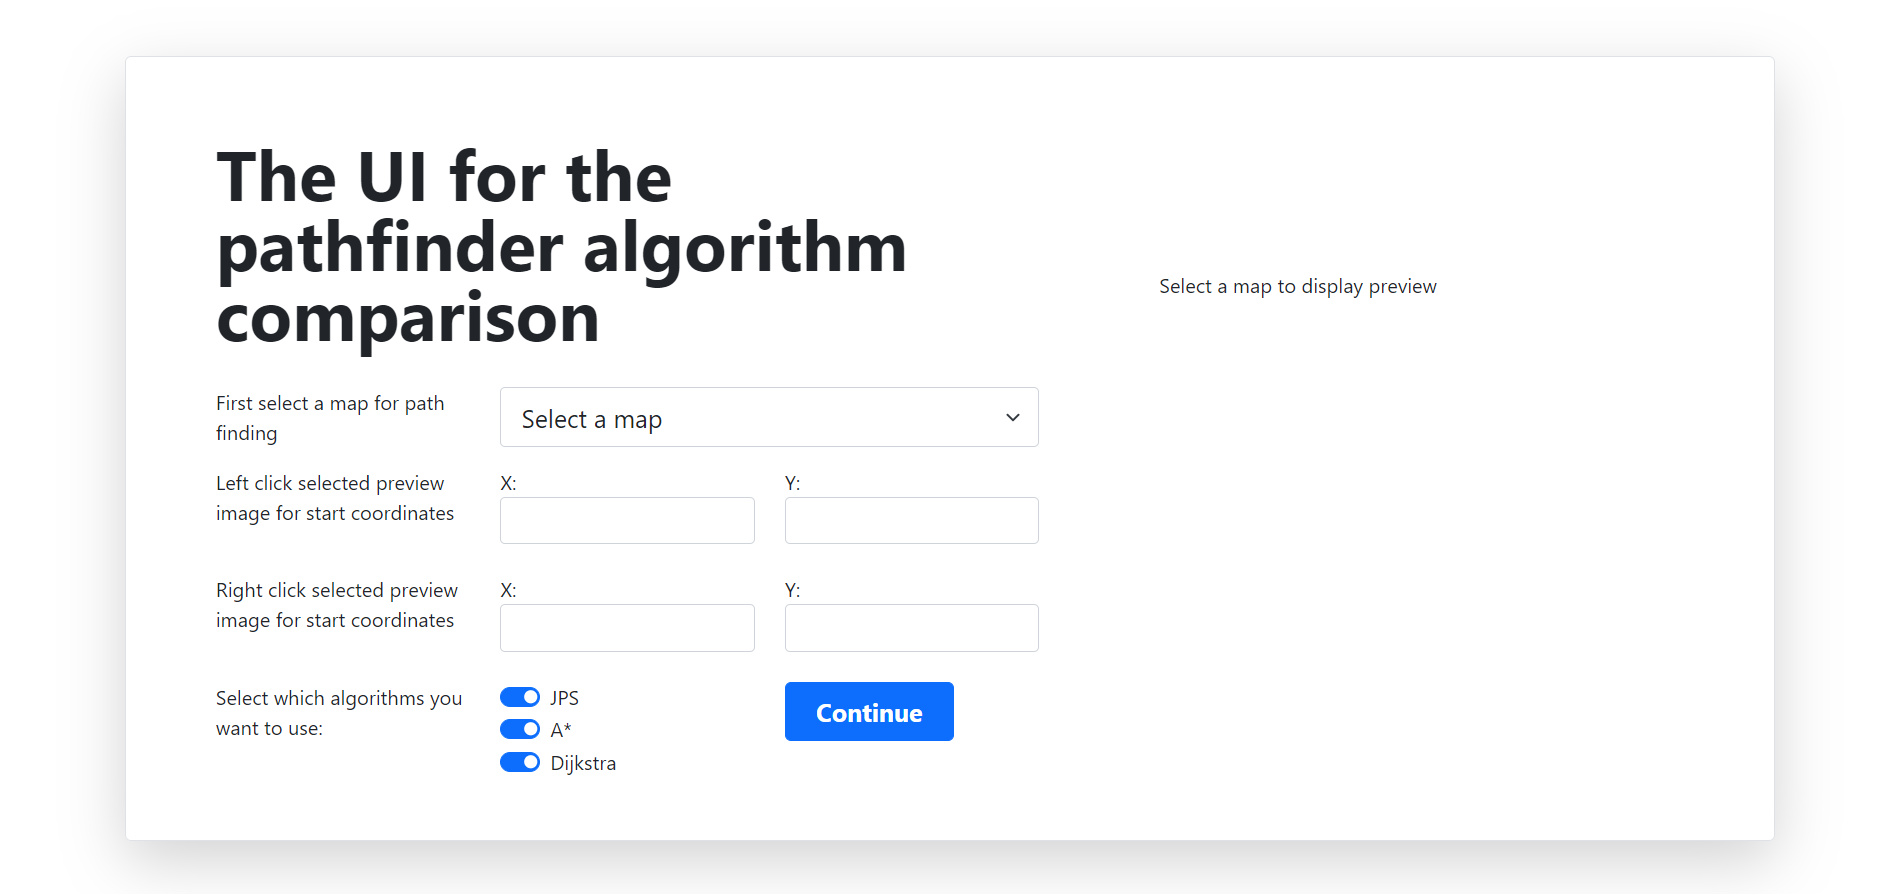 The UI for the
pathfinder algorithm
comparison
Select a map to display preview
First select a map for path
finding
Select a map
Left click selected preview
image for start coordinates
X:
Y:
Right click selected preview
image for start coordinates
X:
Y:
Select which algorithms you
want to use:
JPS
A*
Dijkstra
Continue